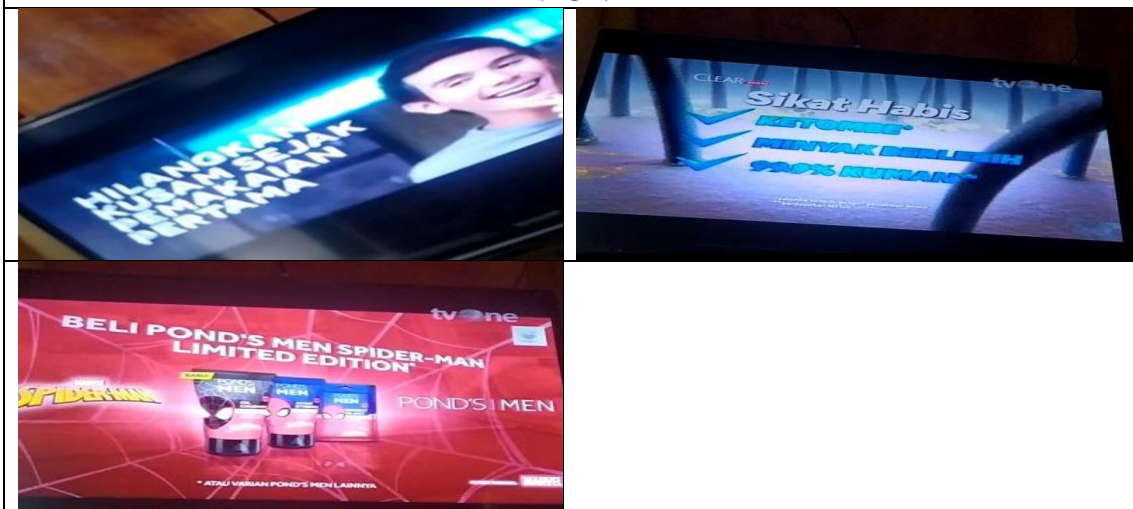 HILANGKAN
KUSAM SEJAK
PEMAKAIAN
PERTAMA
CLEAR
tvOne
Sikat Habis
KETOMBE*
MINYAK BERLEBIH
99.9% KUMAN**
tvOne
BELI POND'S MEN SPIDER-MAN
LIMITED EDITION*
MARVEL
SPIDER-MAN
BARU!
POND'S
MEN
POND'S
MEN
POND'S
MEN
POND'S | MEN
* ATAU VARIAN POND'S MEN LAINNYA
MARVEL